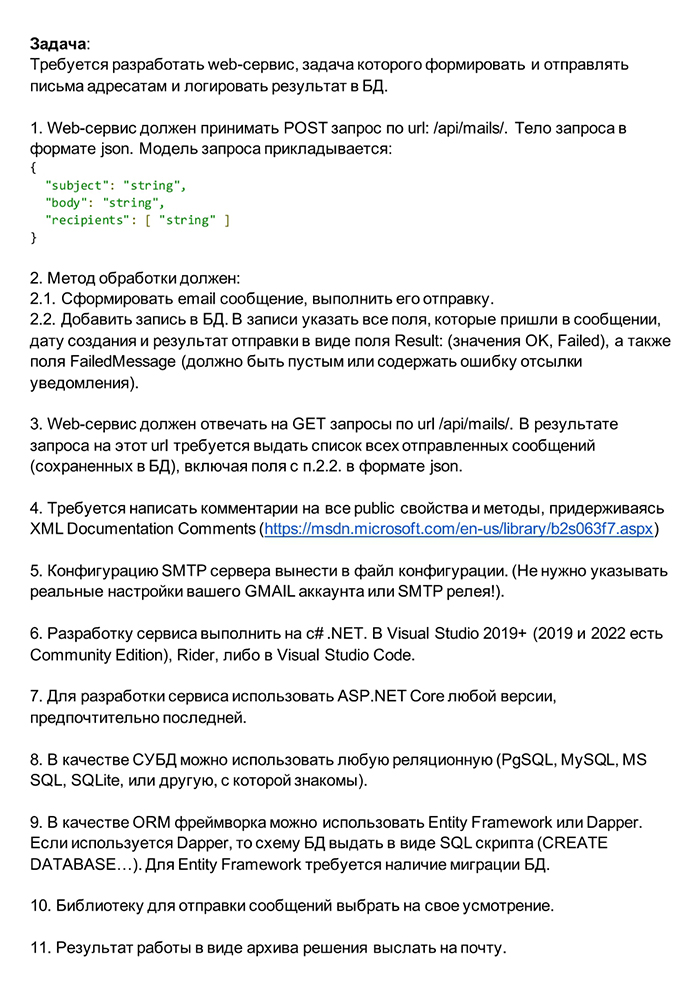 Задача:
Требуется разработать web-сервис, задача которого формировать и отправлять
письма адресатам и логировать результат в БД.
1. Web-сервис должен принимать POST запрос по url: /api/mails/. Тело запроса в
формате json. Модель запроса прикладывается:
{
"subject": "string",
"body": "string",
"recipients": [ "string" ]
}
2. Метод обработки должен:
2.1. Сформировать email сообщение, выполнить его отправку.
2.2. Добавить запись в БД. В записи указать все поля, которые пришли в сообщении,
дату создания и результат отправки в виде поля Result: (значения OK, Failed), а также
поля FailedMessage (должно быть пустым или содержать ошибку отсылки
уведомления).
3. Web-сервис должен отвечать на GET запросы по url /api/mails/. В результате
запроса на этот url требуется выдать список всех отправленных сообщений
(сохраненных в БД), включая поля с п.2.2. в формате json.
4. Требуется написать комментарии на все public свойства и методы, придерживаясь
XML Documentation Comments (https://msdn.microsoft.com/en-us/library/b2s063f7.aspx)
5. Конфигурацию SMTP сервера вынести в файл конфигурации. (Не нужно указывать
реальные настройки вашего GMAIL аккаунта или SMTP релея!).
6. Разработку сервиса выполнить на c# .NET. В Visual Studio 2019+ (2019 и 2022 есть
Community Edition), Rider, либо в Visual Studio Code.
7. Для разработки сервиса использовать ASP.NET Core любой версии,
предпочтительно последней.
8. В качестве СУБД можно использовать любую реляционную (PgSQL, MySQL, MS
SQL, SQLite, или другую, с которой знакомы).
9. В качестве ORM фреймворка можно использовать Entity Framework или Dapper.
Если используется Dapper, то схему БД выдать в виде SQL скрипта (CREATE
DATABASE…). Для Entity Framework требуется наличие миграции БД.
10. Библиотеку для отправки сообщений выбрать на свое усмотрение.
11. Результат работы в виде архива решения выслать на почту.